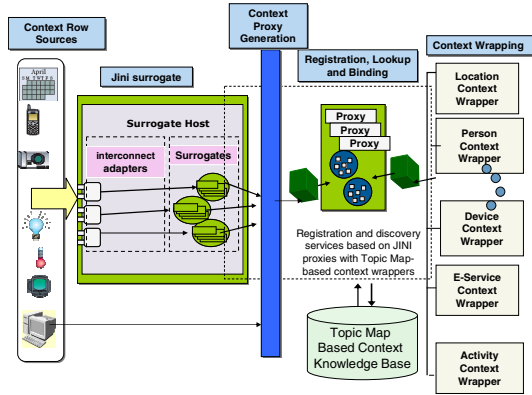 Context Row
Sources
Context
Proxy
Generation
Jini surrogate
Registration, Lookup
and Binding
Context Wrapping
April
S M T W T F S
Surrogate Host
interconnect
adapters
Surrogates
Proxy
Proxy
Proxy
Registration and discovery
services based on JINI
proxies with Topic Map-
based context wrappers
Topic Map
Based Context
Knowledge Base
Location
Context
Wrapper
Person
Context
Wrapper
Device
Context
Wrapper
E-Service
Context
Wrapper
Activity
Context
Wrapper